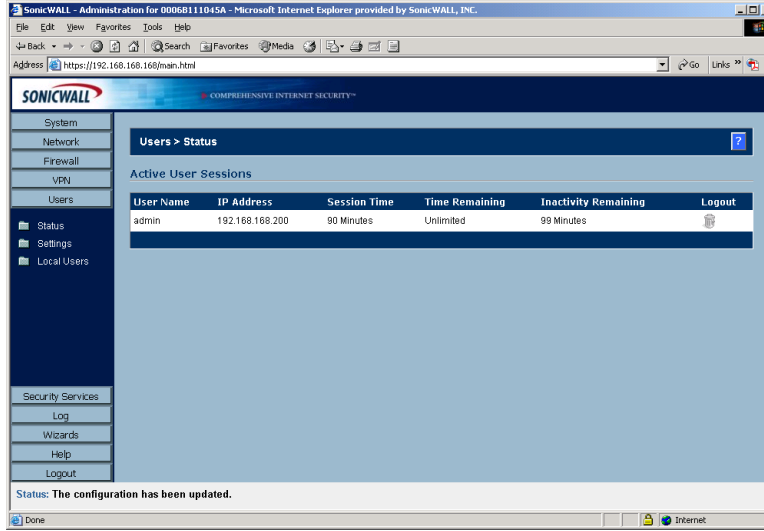 SonicWALL - Administration for 0006B111045A - Microsoft Internet Explorer provided by SonicWALL, INC.
File Edit View Favorites Tools Help
Back Search Favorites Media
Address https://192.168.168.168/main.html Go Links »
SONICWALL COMPREHENSIVE INTERNET SECURITY™
System
Network
Firewall
VPN
Users
Status
Settings
Local Users
Security Services
Log
Wizards
Help
Logout
Users > Status ?
Active User Sessions
User Name IP Address Session Time Time Remaining Inactivity Remaining Logout
admin 192.168.168.200 90 Minutes Unlimited 99 Minutes
Status: The configuration has been updated.
Done Internet